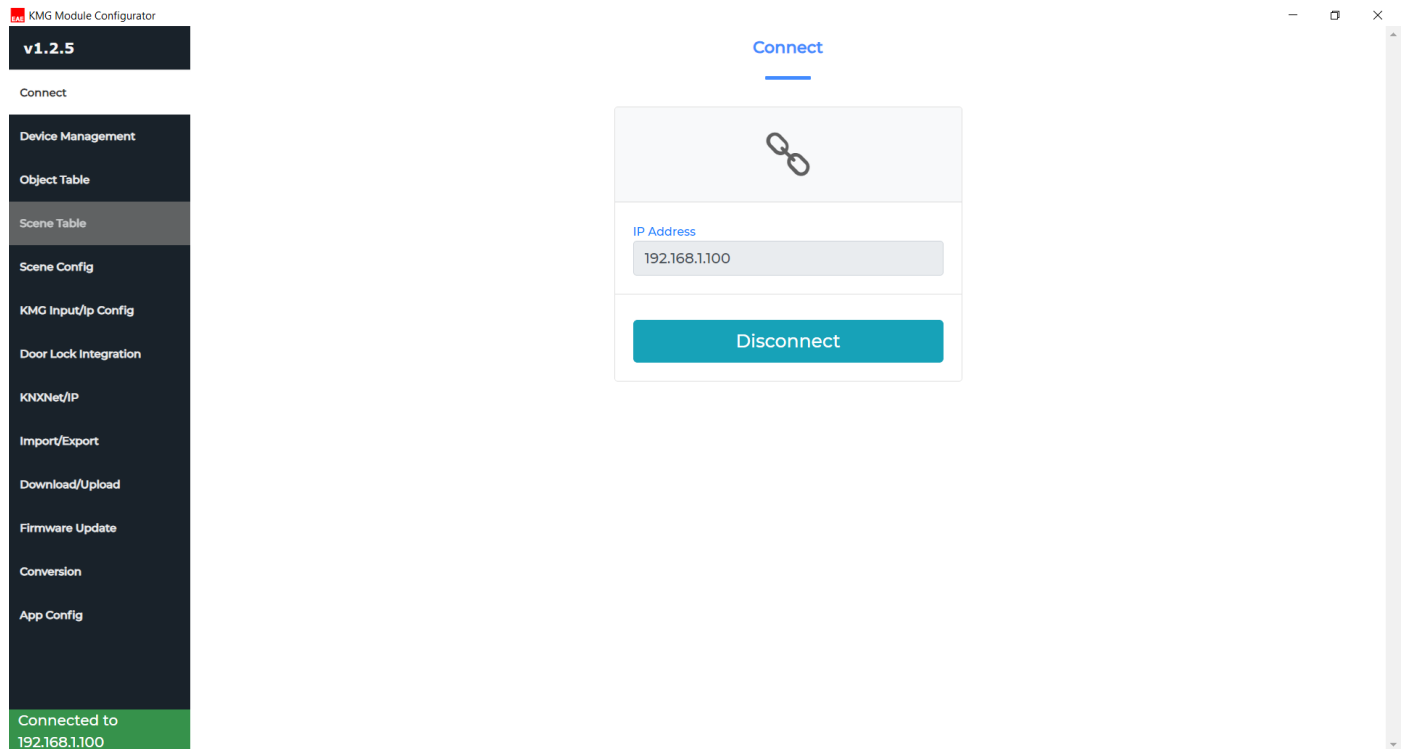 EAE KMG Module Configurator
v1.2.5
Connect
Connect
Device Management
Object Table
Scene Table
Scene Config
KMG Input/Ip Config
Door Lock Integration
KNXNet/IP
Import/Export
Download/Upload
Firmware Update
Conversion
App Config
IP Address
192.168.1.100
Disconnect
Connected to
192.168.1.100